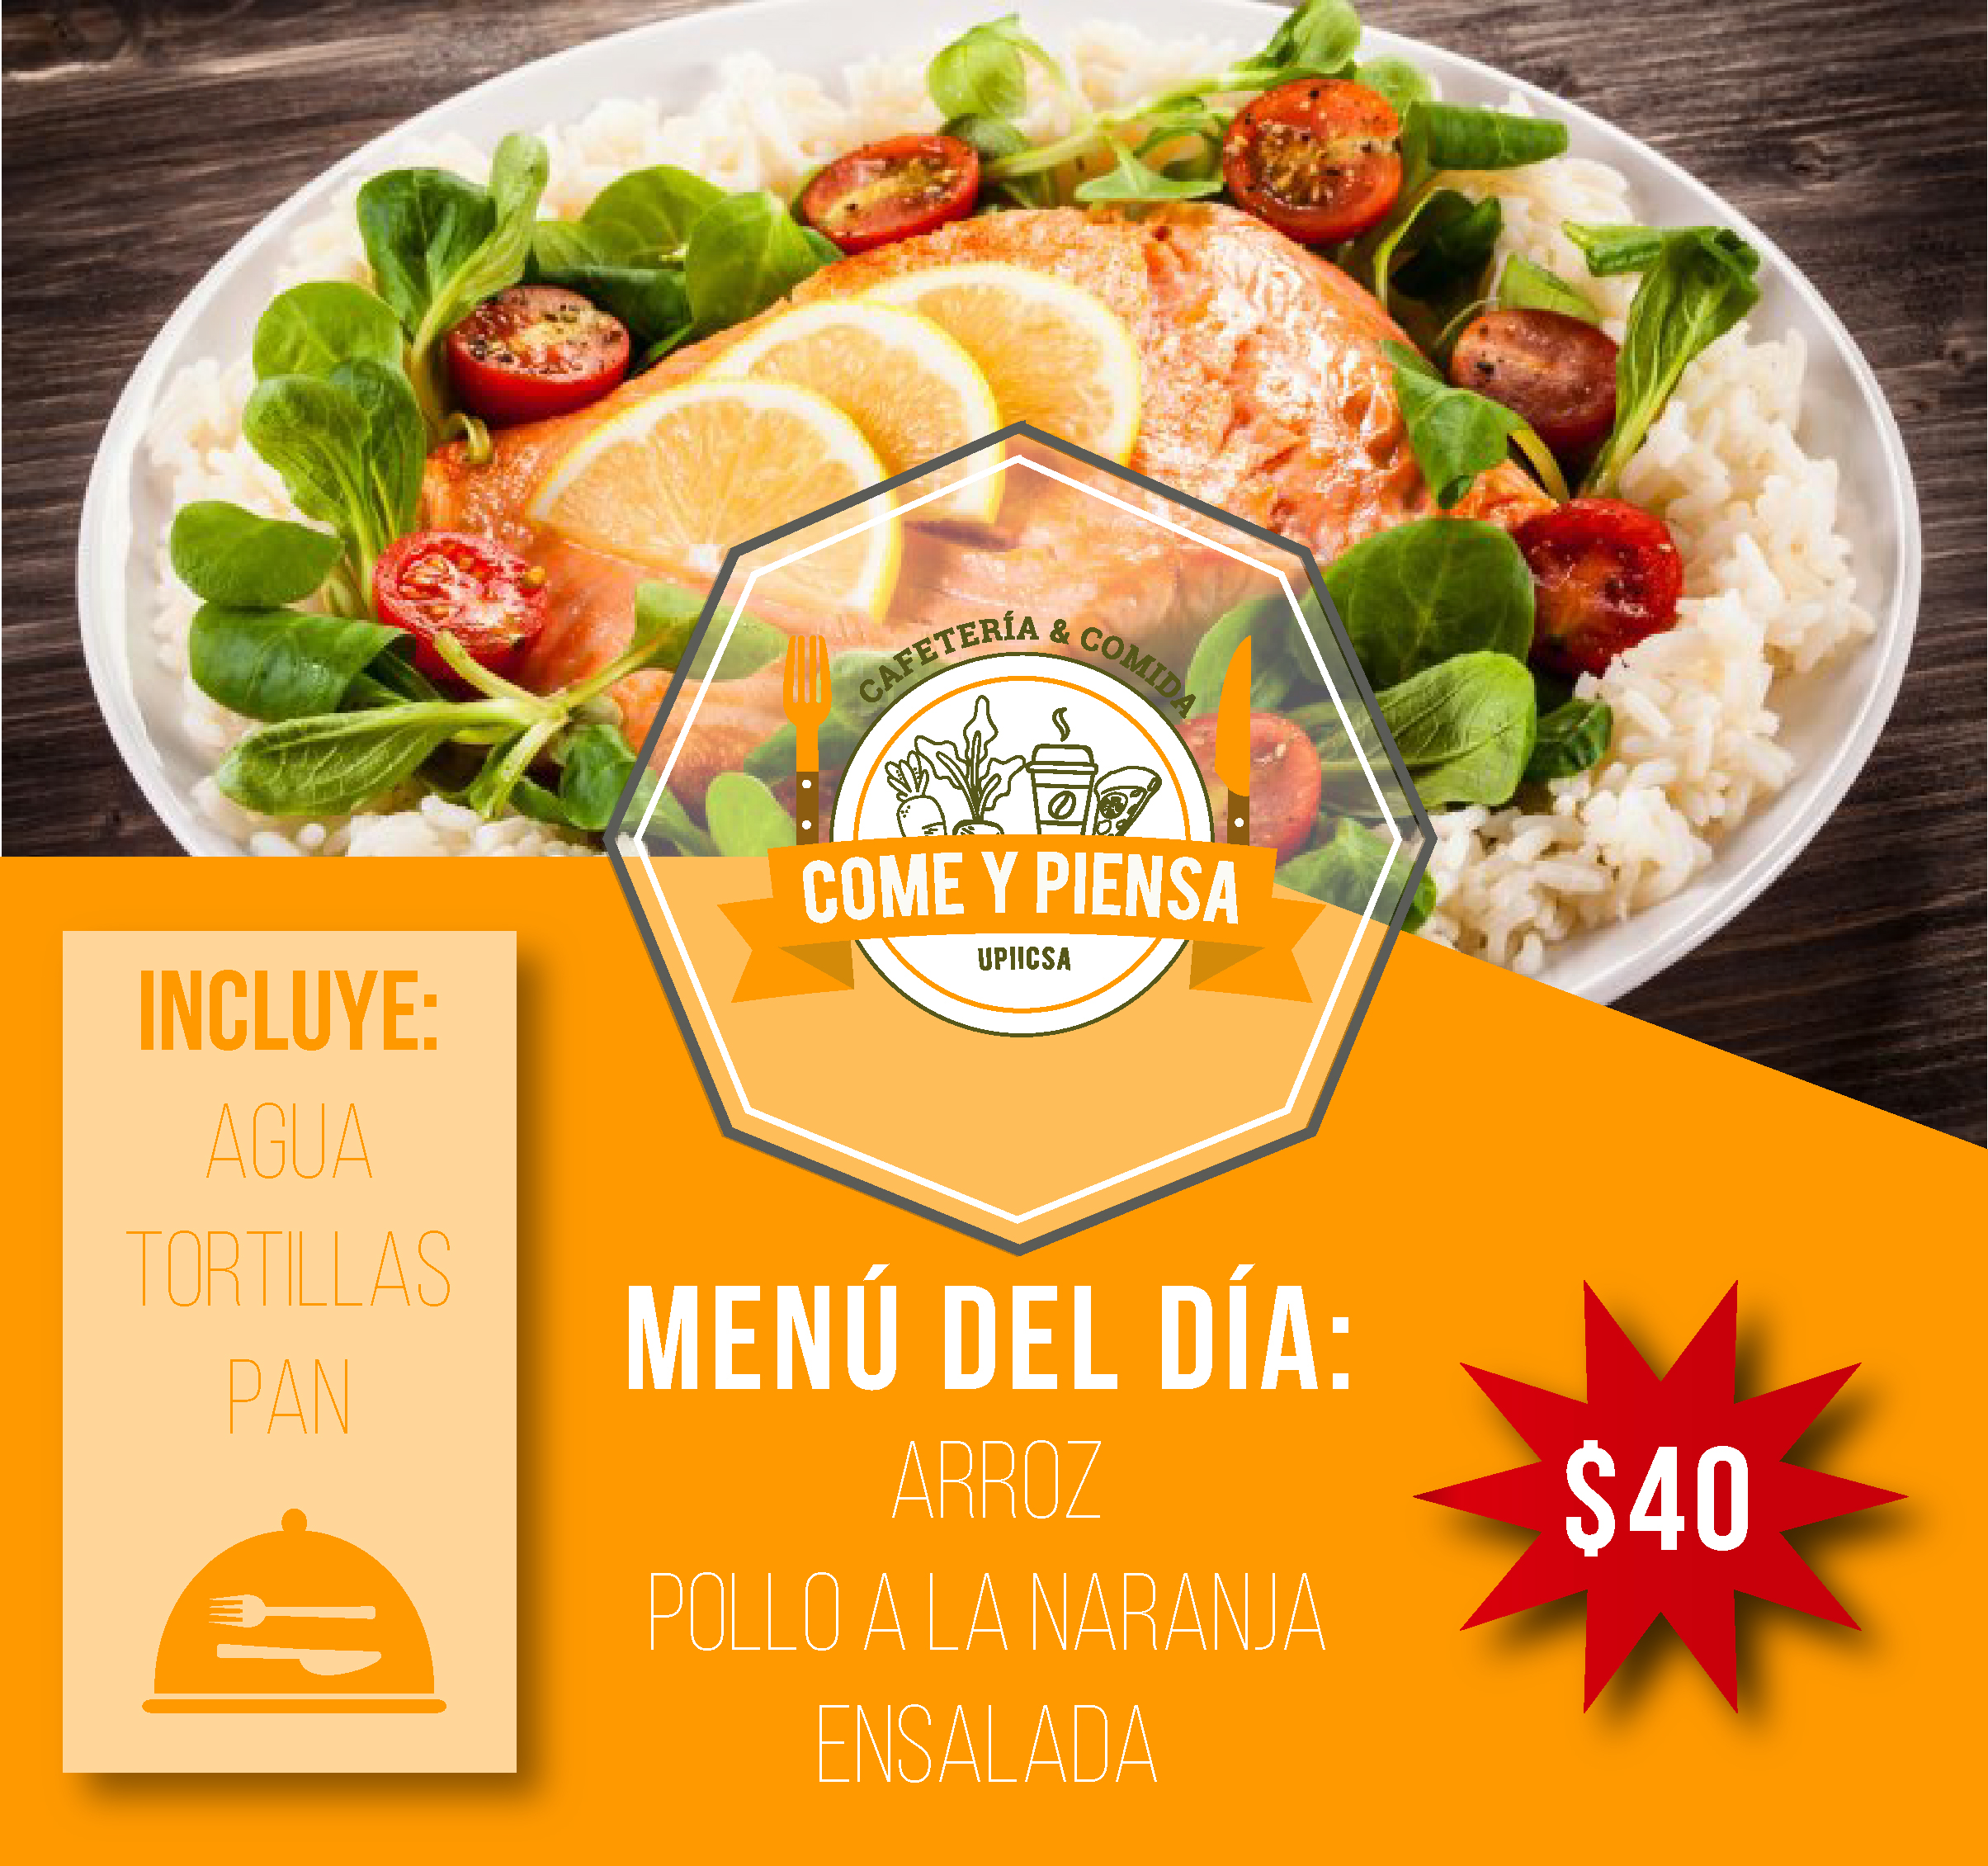 CAFETERÍA & COMIDA
COME Y PIENSA
UPIICSA
INCLUYE:
AGUA
TORTILLAS
PAN
MENÚ DEL DÍA:
ARROZ
POLLO A LA NARANJA
ENSALADA
$40